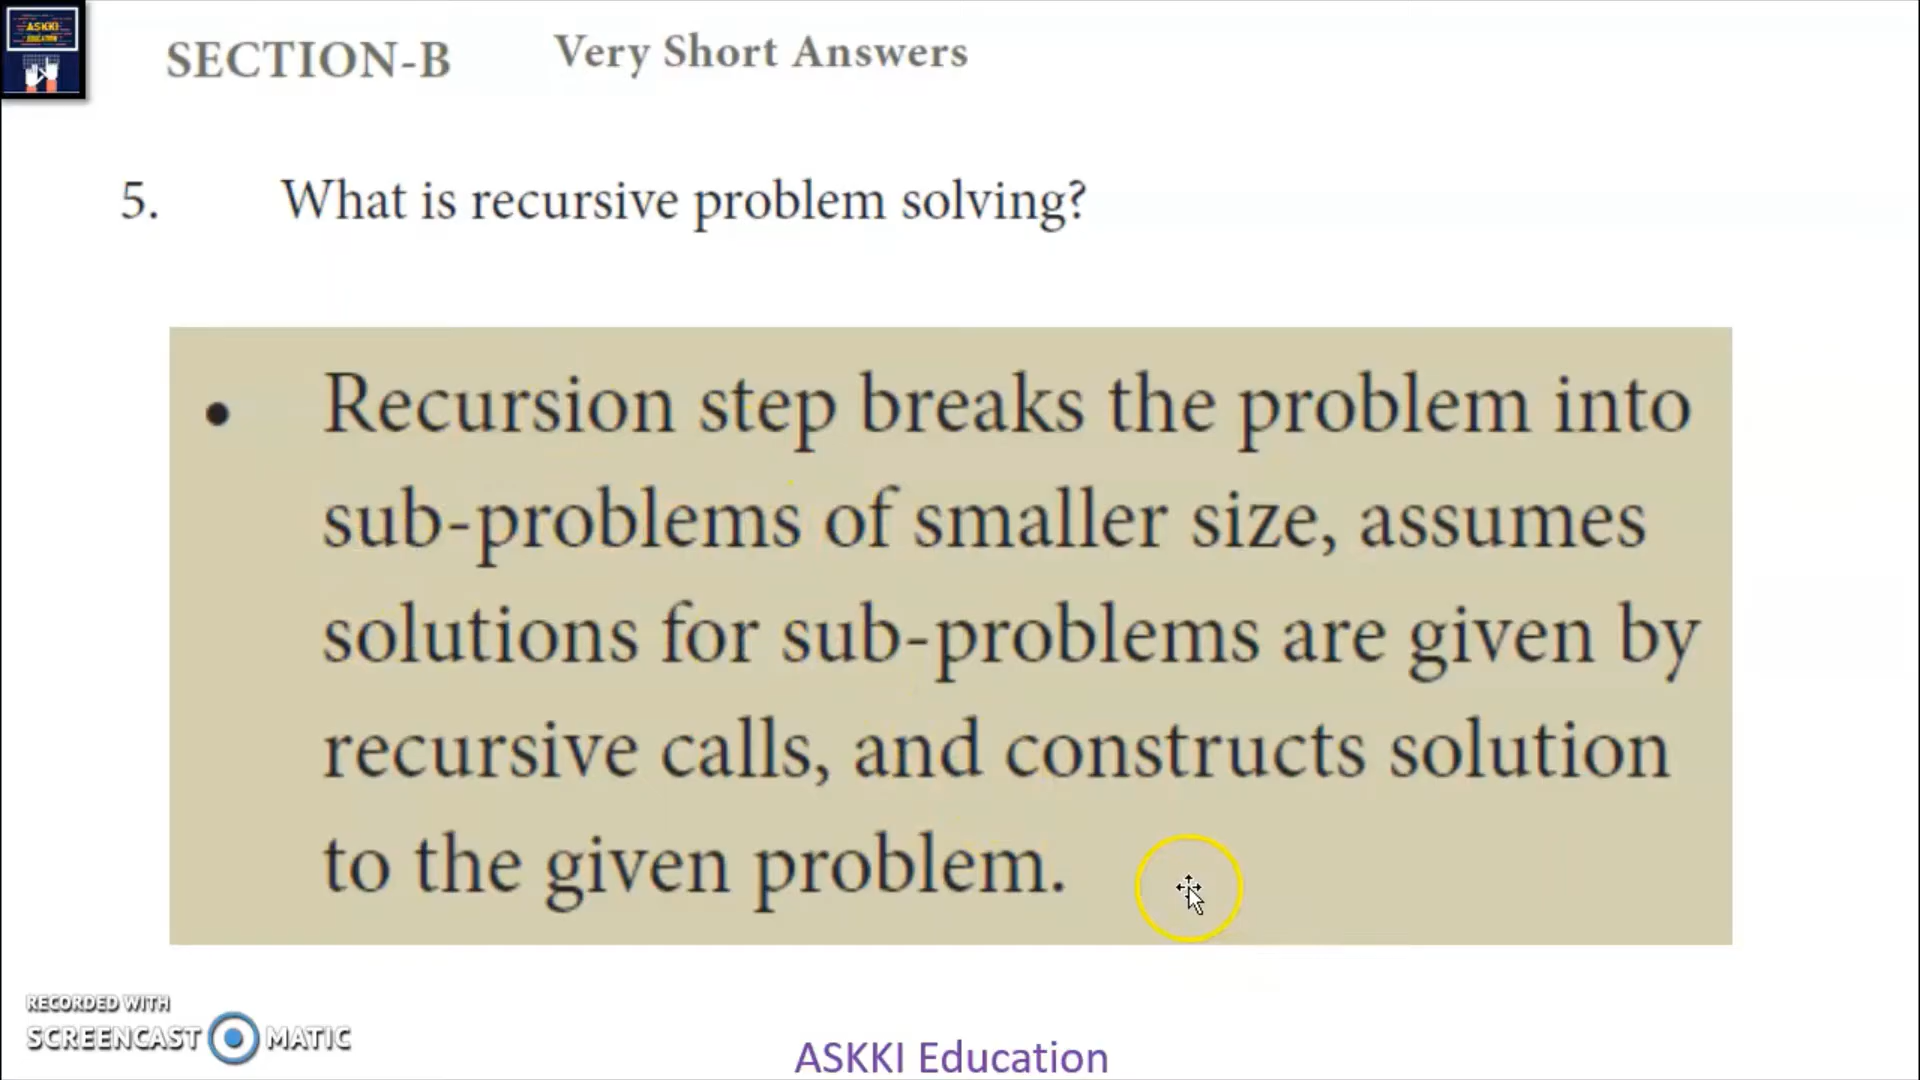 ASKKI
EDUCATION
SECTION-B Very Short Answers
5. What is recursive problem solving?
• Recursion step breaks the problem into
sub-problems of smaller size, assumes
solutions for sub-problems are given by
recursive calls, and constructs solution
to the given problem.
RECORDED WITH
SCREENCAST MATIC
ASKKI Education